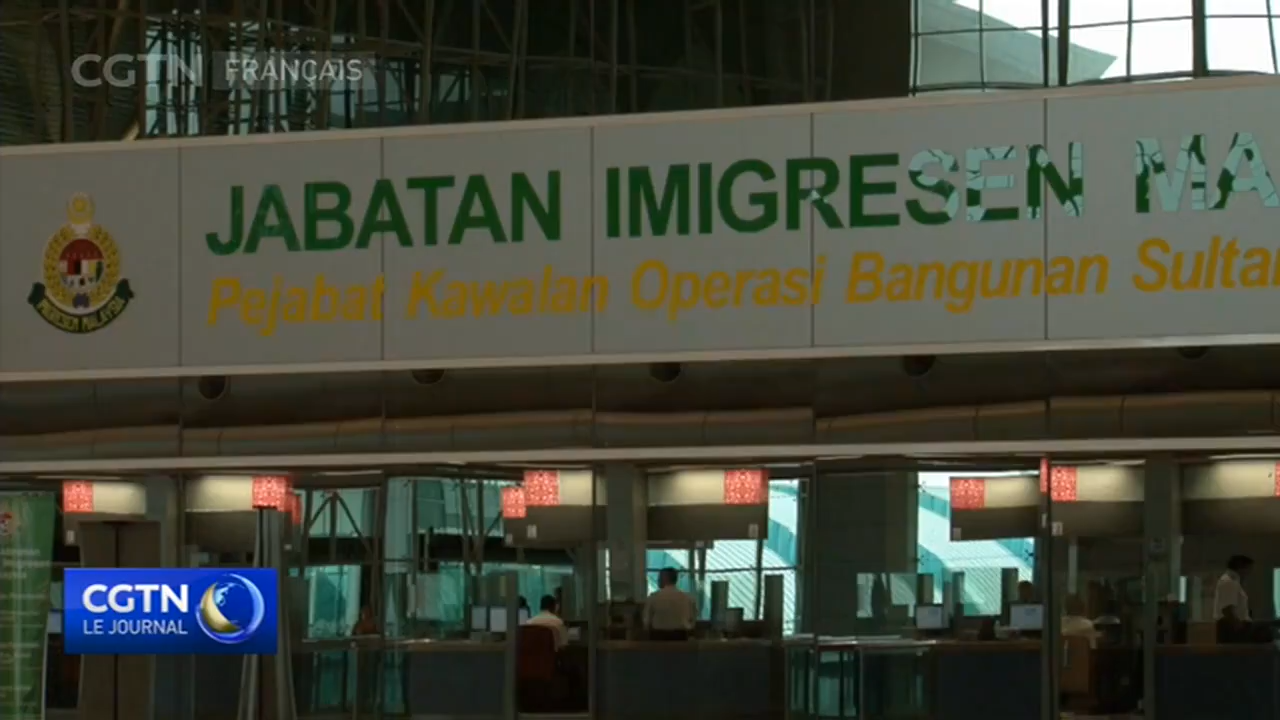 CGTN FRANÇAIS
JABATAN IMIGRESEN MA
Pejabat Kawalan Operasi Bangunan Sulta
CGTN
LE JOURNAL